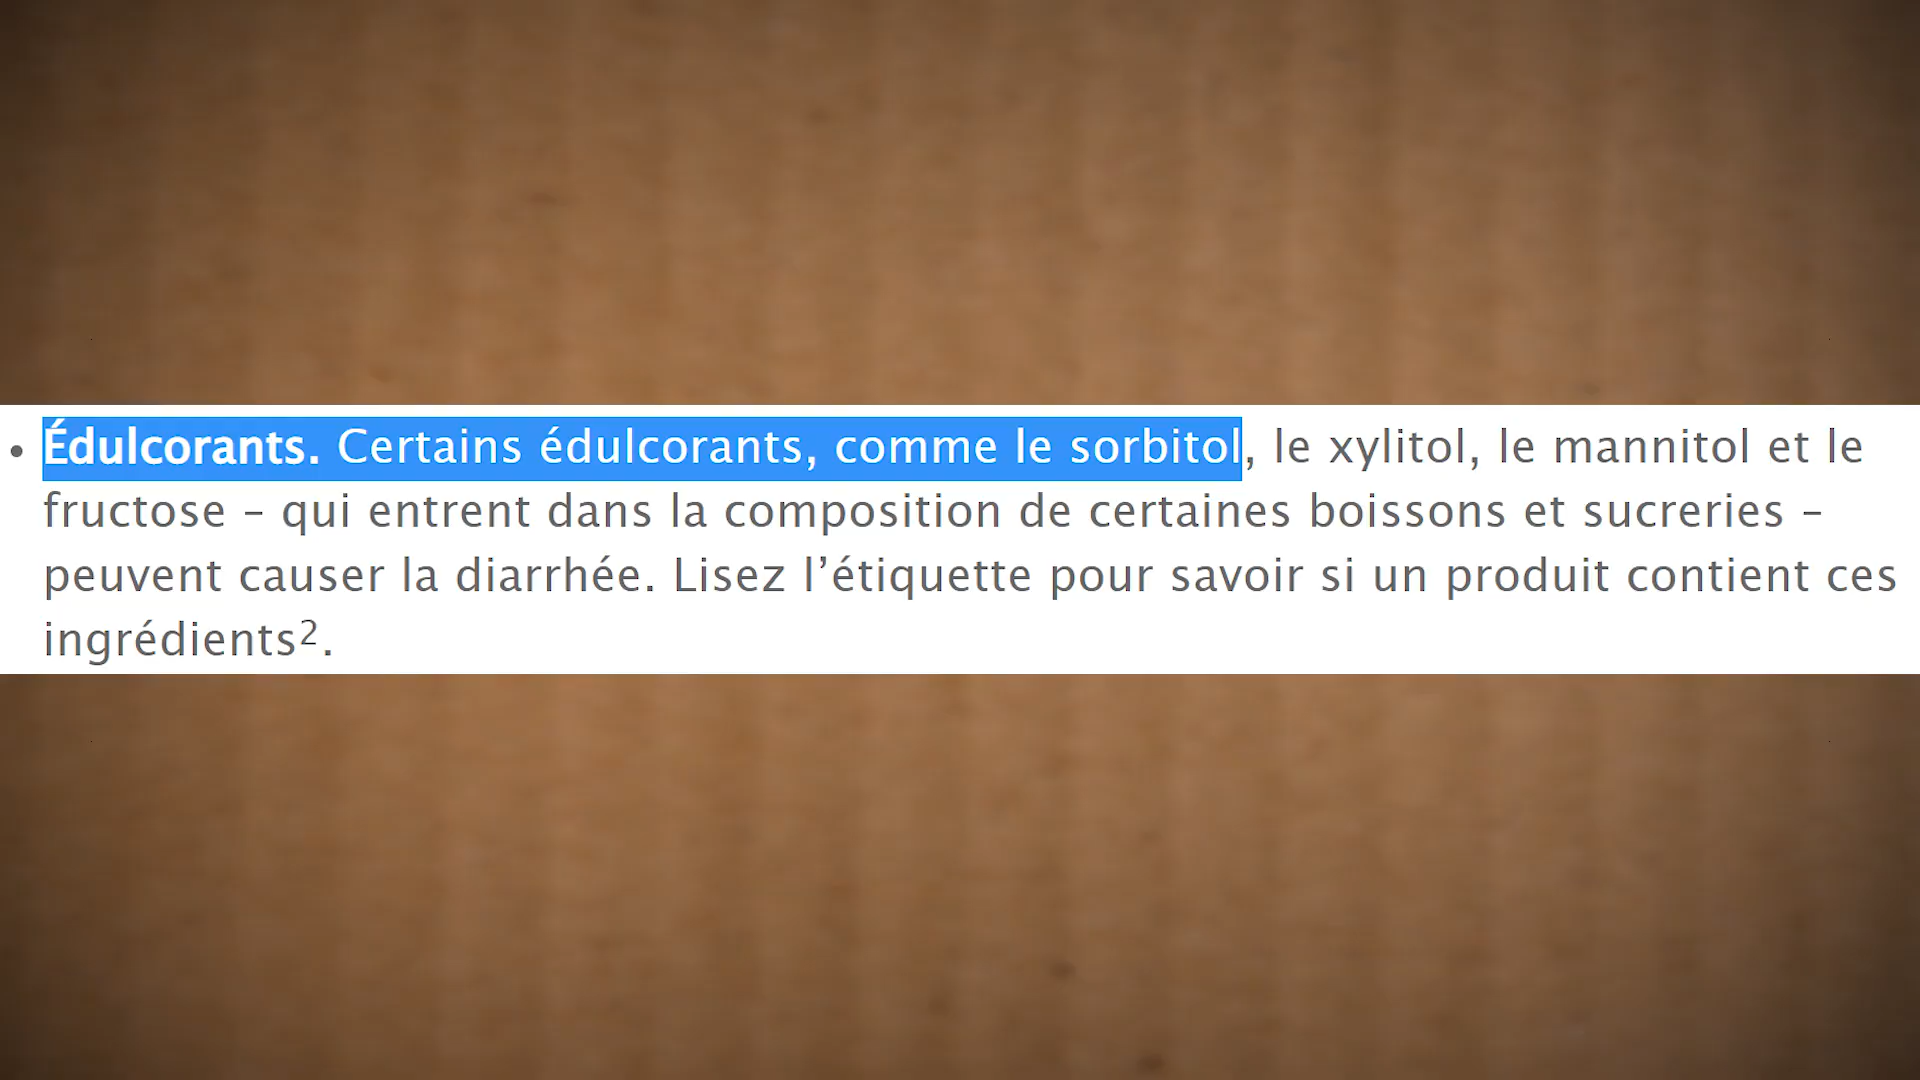 • Édulcorants. Certains édulcorants, comme le sorbitol, le xylitol, le mannitol et le
fructose – qui entrent dans la composition de certaines boissons et sucreries –
peuvent causer la diarrhée. Lisez l’étiquette pour savoir si un produit contient ces
ingrédients².